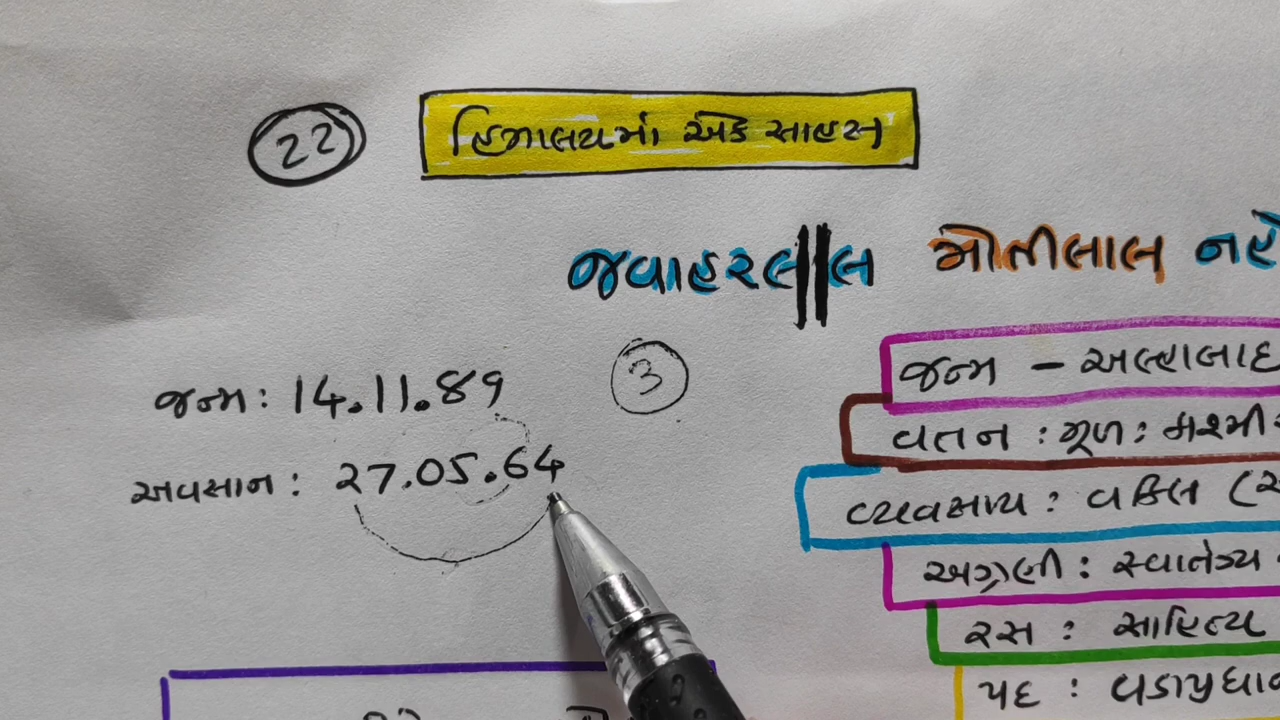 22 હિમાલયમાં એક સાહસ
જવાહરલાલ મોતીલાલ નહે
3
જન્મ : 14.11.89
અવસાન : 27.05.64
જન્મ - અલ્હાબાદ
વતન : મૂળ :
વ્યવસાય : વકિલ
અગ્રણી : સ્વાતંત્ર્ય
રસ : સાહિત્ય
પદ : વડાપ્રધાન